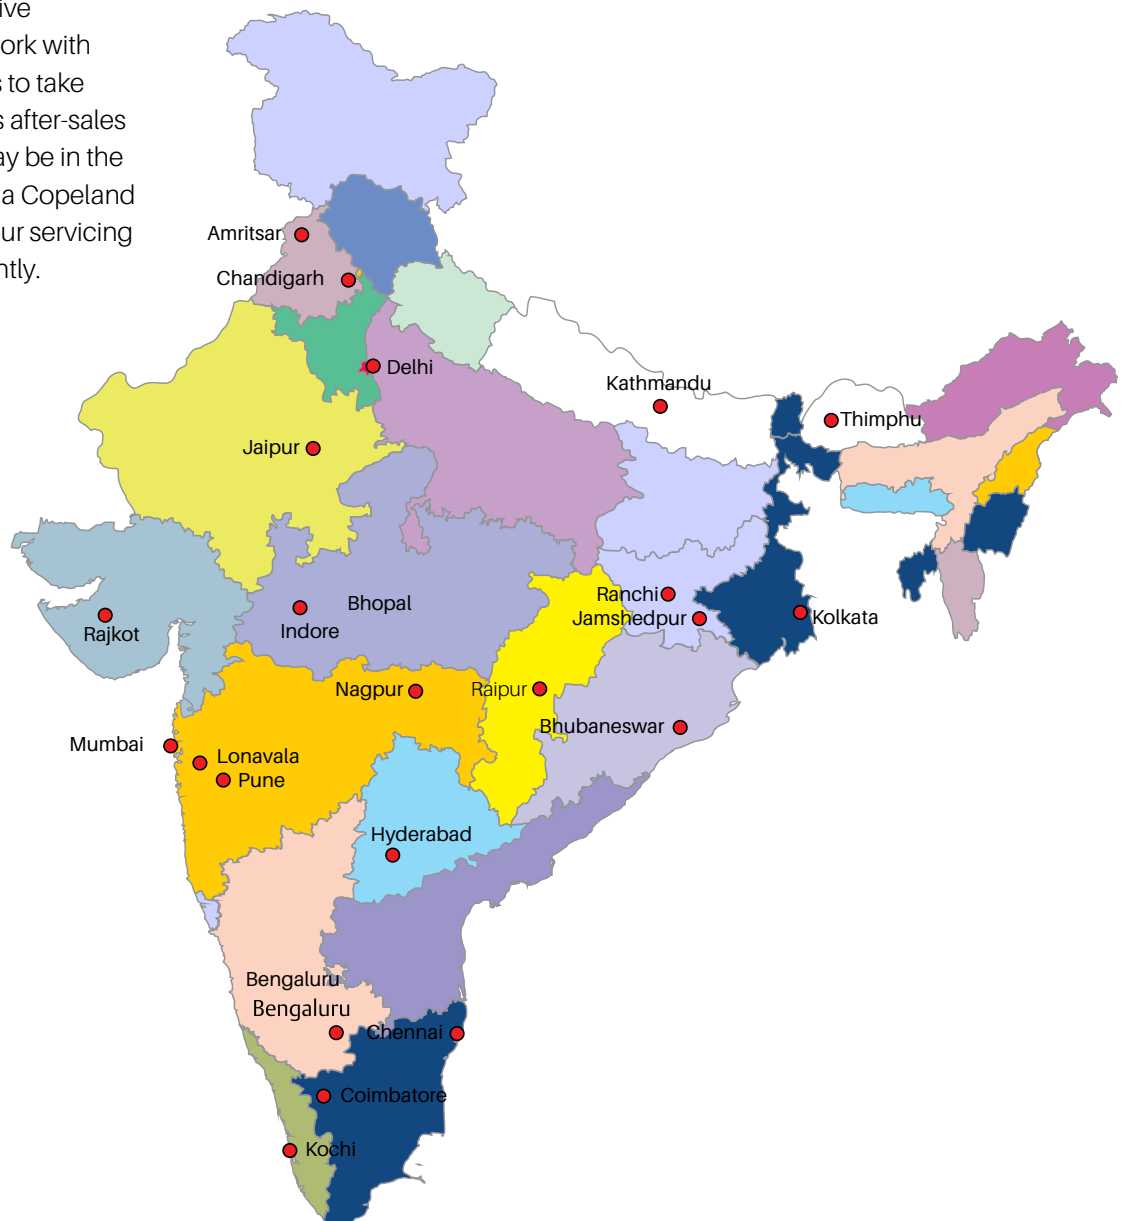 ive
ork with
s to take
s after-sales
ay be in the
a Copeland
ur servicing
ntly.
Amritsar
Chandigarh
Delhi
Kathmandu
Thimphu
Jaipur
Ranchi
Jamshedpur
Kolkata
Bhopal
Indore
Rajkot
Nagpur
Raipur
Bhubaneswar
Mumbai
Lonavala
Pune
Hyderabad
Bengaluru
Bengaluru
Chennai
Coimbatore
Kochi